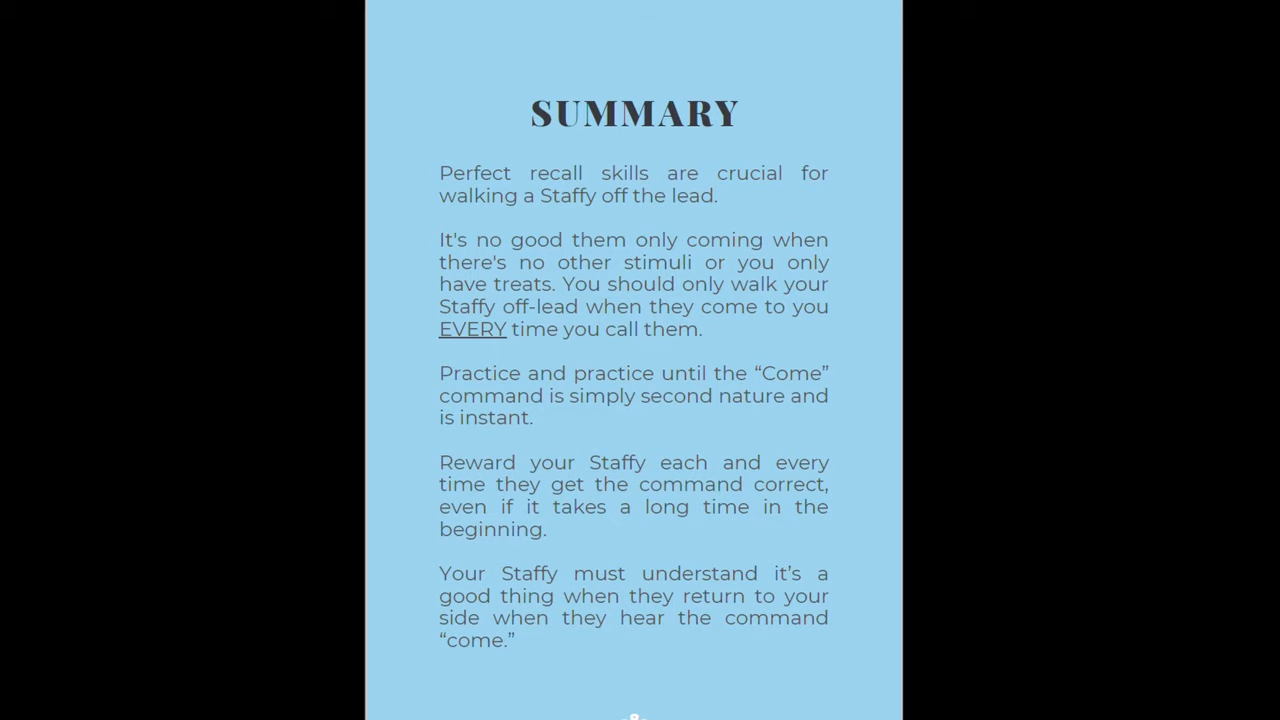 SUMMARY
Perfect recall skills are crucial for
walking a Staffy off the lead.
It's no good them only coming when
there's no other stimuli or you only
have treats. You should only walk your
Staffy off-lead when they come to you
EVERY time you call them.
Practice and practice until the “Come”
command is simply second nature and
is instant.
Reward your Staffy each and every
time they get the command correct,
even if it takes a long time in the
beginning.
Your Staffy must understand it’s a
good thing when they return to your
side when they hear the command
“come.”